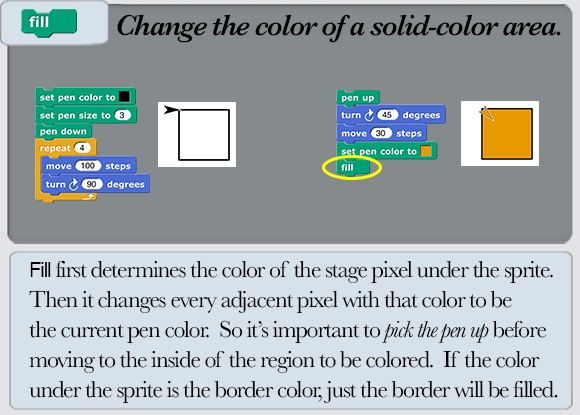 fill
Change the color of a solid-color area.
set pen color to
set pen size to 3
pen down
repeat 4
move 100 steps
turn 90 degrees
pen up
turn 45 degrees
move 30 steps
set pen color to
fill
Fill first determines the color of the stage pixel under the sprite.
Then it changes every adjacent pixel with that color to be
the current pen color. So it's important to pick the pen up before
moving to the inside of the region to be colored. If the color
under the sprite is the border color, just the border will be filled.